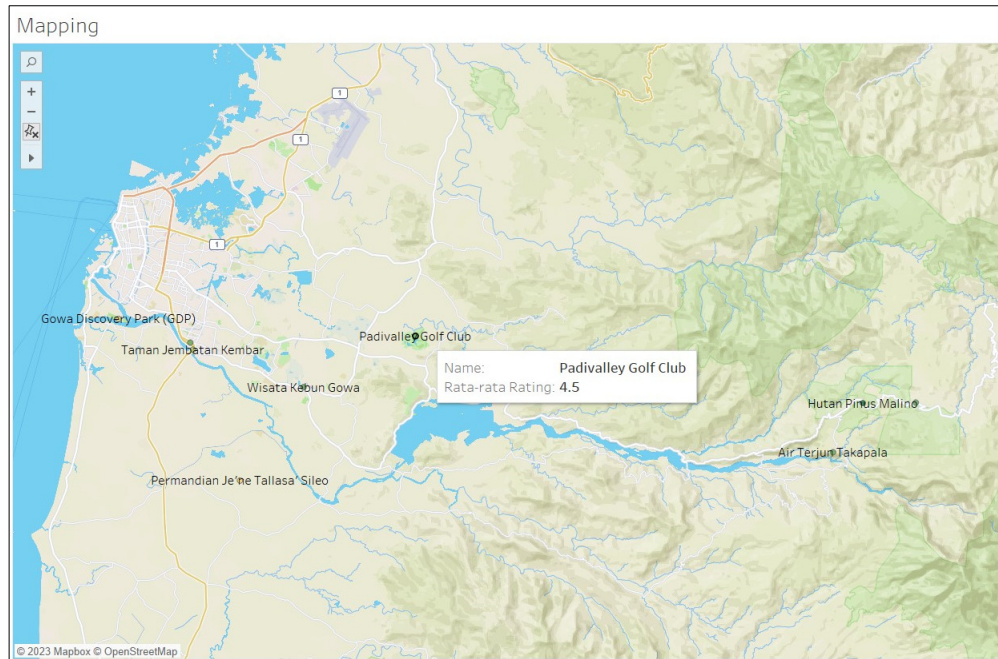 Mapping
1
1
1
Gowa Discovery Park (GDP)
Taman Jembatan Kembar
Padivalley Golf Club
Name: Padivalley Golf Club
Rata-rata Rating: 4.5
Wisata Kebun Gowa
Hutan Pinus Malino
Air Terjun Takapala
Permandian Je'ne Tallasa' Sileo
© 2023 Mapbox © OpenStreetMap